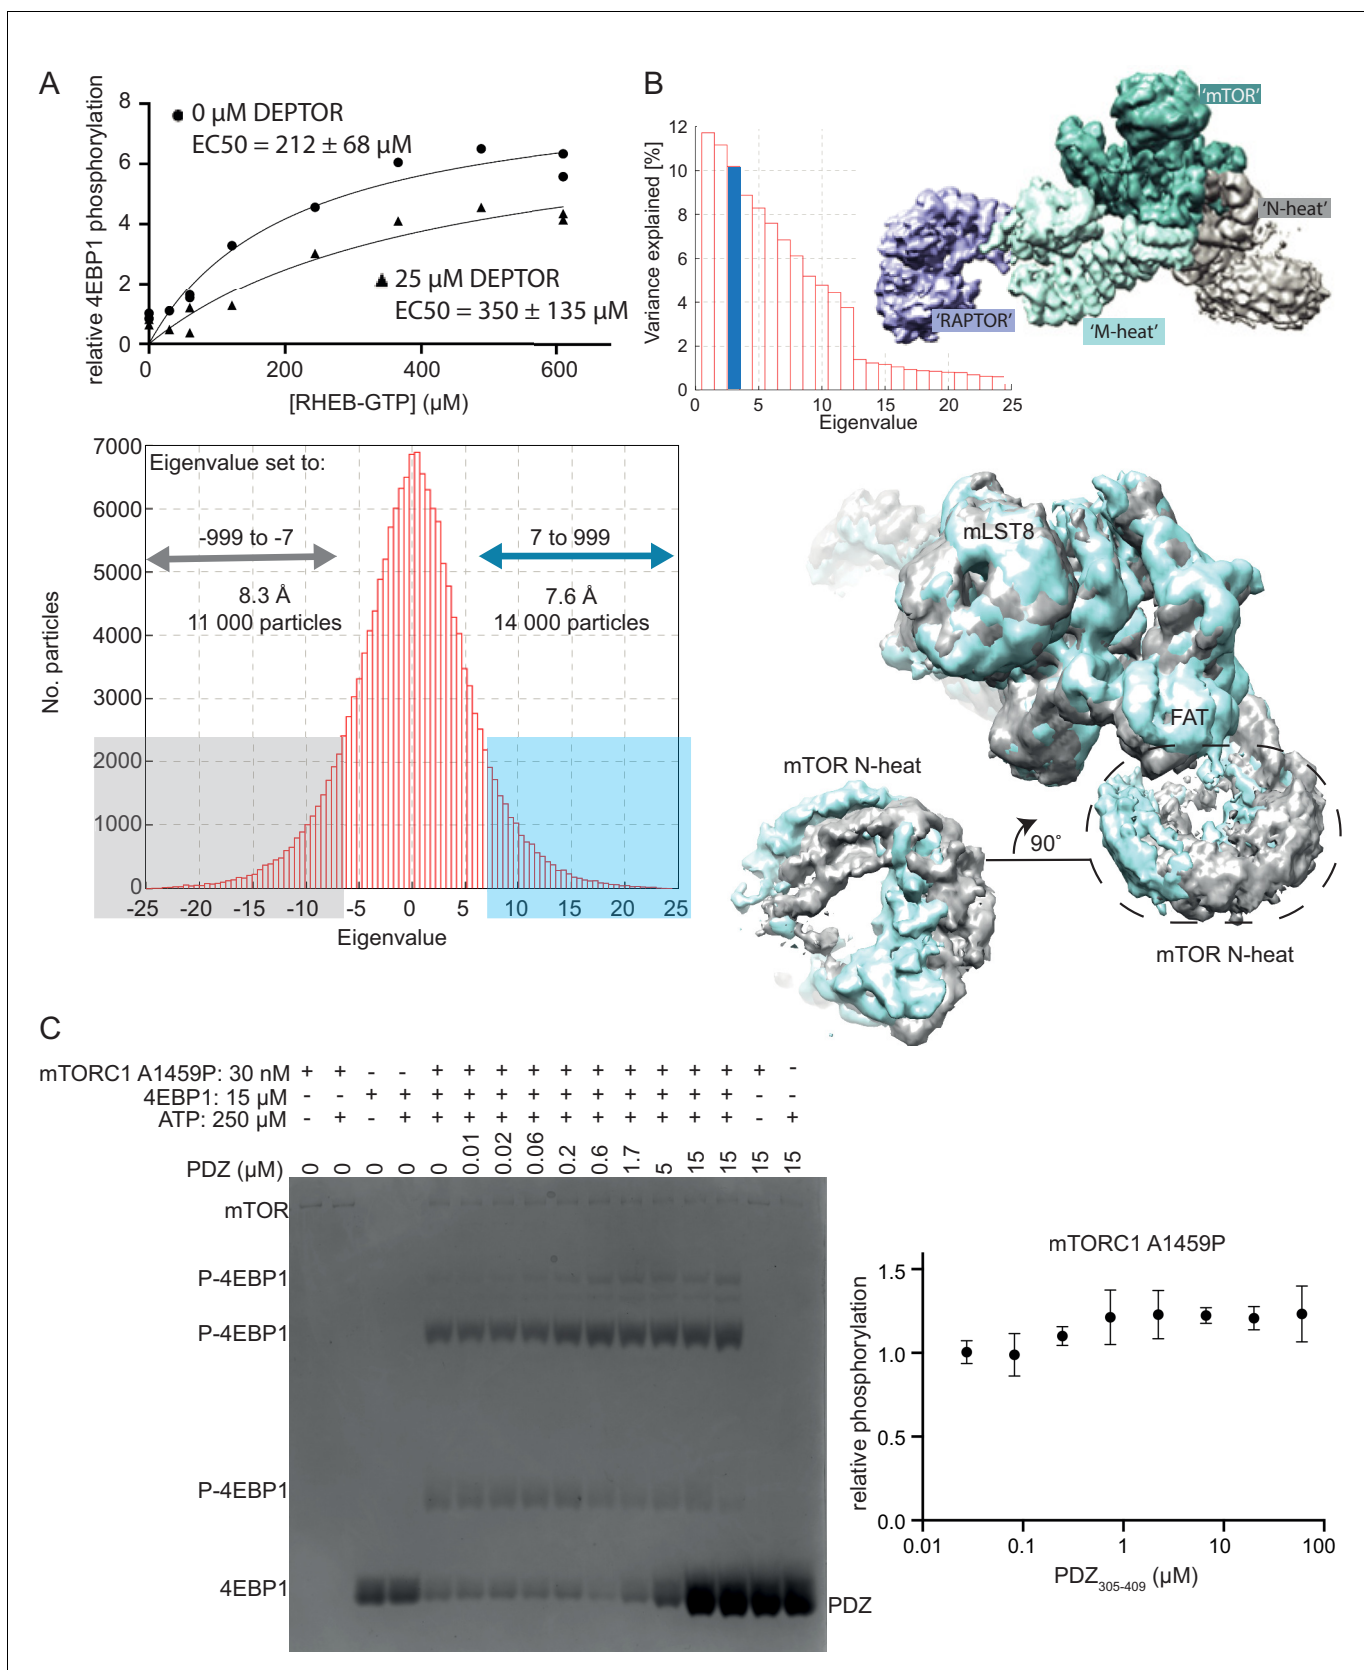 A
relative 4EBP1 phosphorylation
8
6
4
2
0
0 µM DEPTOR
EC50 = 212 ± 68 µM
25 µM DEPTOR
EC50 = 350 ± 135 µM
0 200 400 600
[RHEB-GTP] (µM)
B
Variance explained [%]
12
10
8
6
4
2
0
0 5 10 15 20 25
Eigenvalue
'mTOR'
'N-heat'
'RAPTOR'
'M-heat'
No. particles
7000
6000
5000
4000
3000
2000
1000
0
Eigenvalue set to:
-999 to -7
8.3 Å
11 000 particles
7 to 999
7.6 Å
14 000 particles
-25 -20 -15 -10 -5 0 5 10 15 20 25
Eigenvalue
mLST8
FAT
mTOR N-heat
90°
mTOR N-heat
C
mTORC1 A1459P: 30 nM + + - - + + + + + + + + + + + -
4EBP1: 15 µM - - + + + + + + + + + + + + - -
ATP: 250 µM - + - + + + + + + + + + + + - +
PDZ (µM) 0 0 0 0 0 0.01 0.02 0.06 0.2 0.6 1.7 5 15 15 15 15
mTOR
P-4EBP1
P-4EBP1
P-4EBP1
4EBP1
PDZ
mTORC1 A1459P
relative phosphorylation
1.5
1.0
0.5
0.0
0.01 0.1 1 10 100
PDZ305-409 (µM)